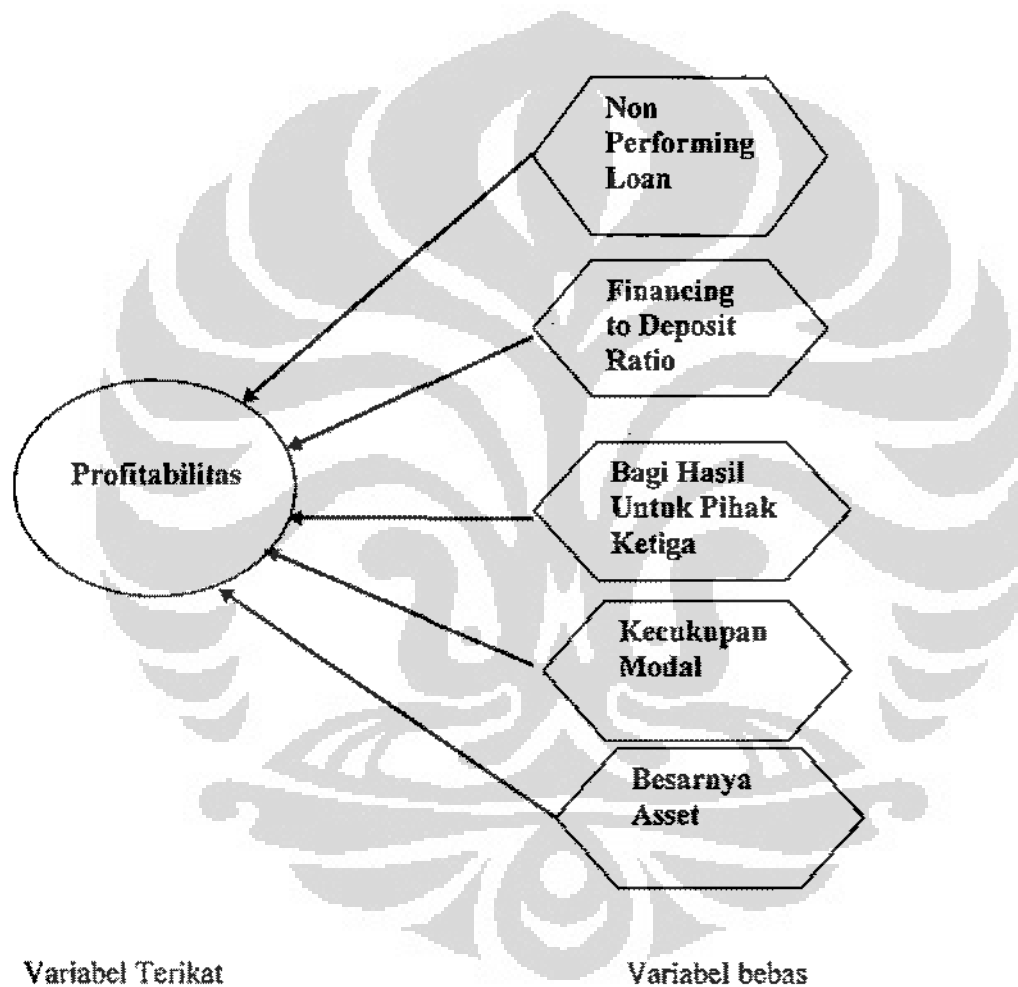 Non
Performing
Loan
Financing
to Deposit
Ratio
Profitabilitas
Bagi Hasil
Untuk Pihak
Ketiga
Kecukupan
Modal
Besarnya
Asset
Variabel Terikat
Variabel bebas